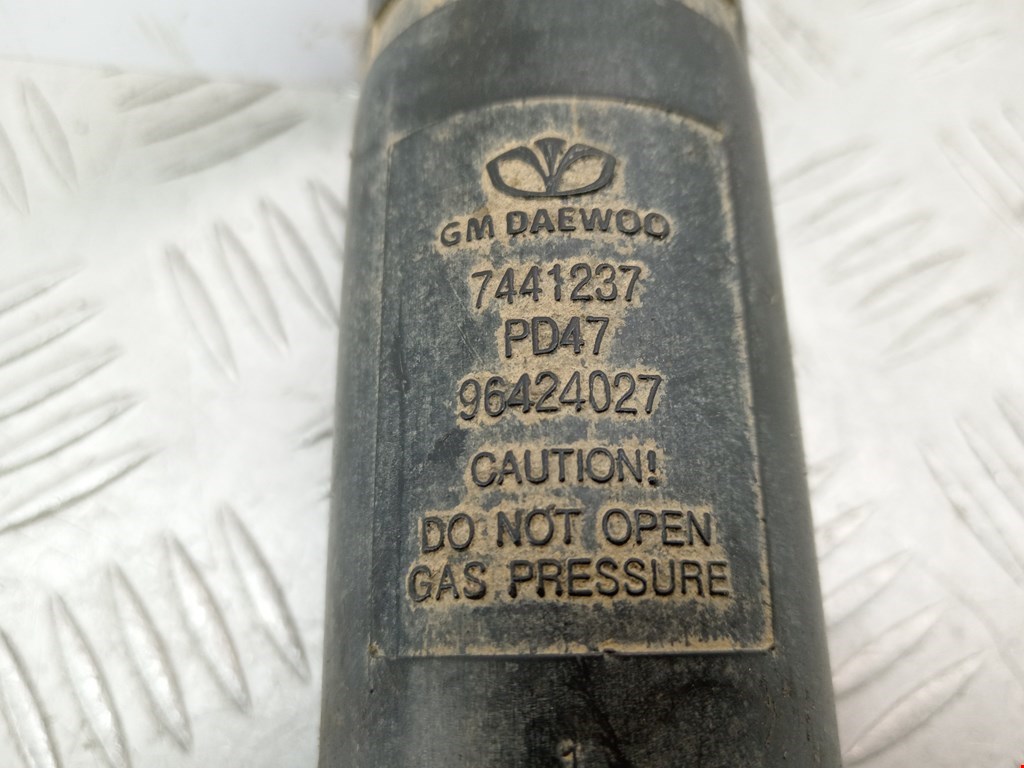 GM DAEWOO
7441237
PD47
96424027
CAUTION!
DO NOT OPEN
GAS PRESSURE